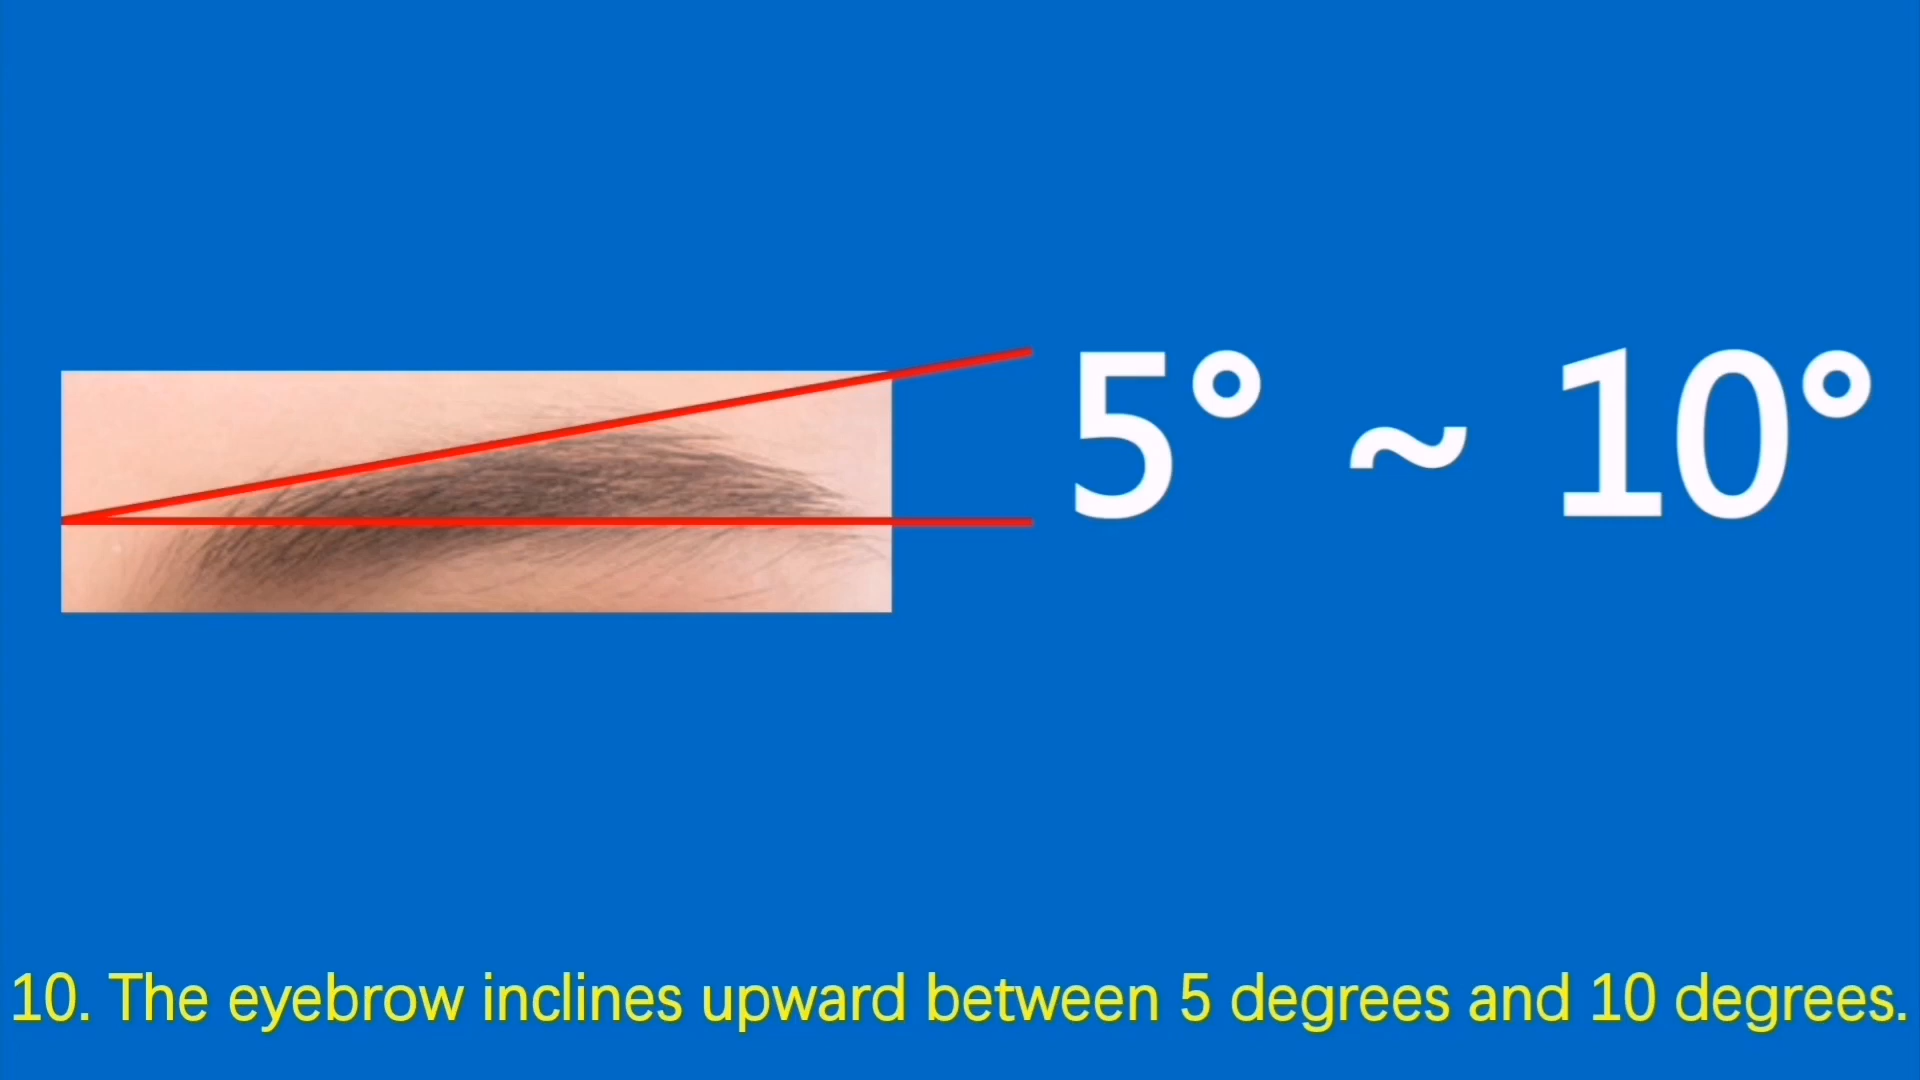 5° ~ 10°
10. The eyebrow inclines upward between 5 degrees and 10 degrees.